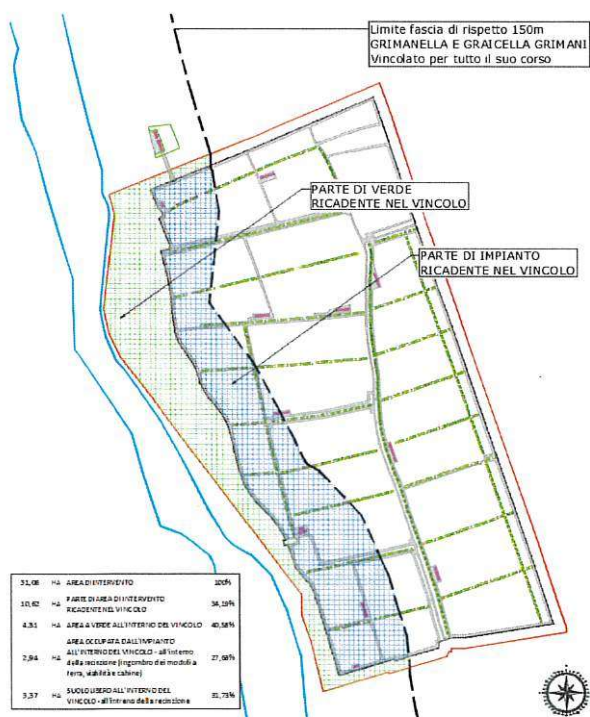 Limite fascia di rispetto 150m
GRIMANELLA E GRAICELLA GRIMANI
Vincolato per tutto il suo corso
PARTE DI VERDE
RICADENTE NEL VINCOLO
PARTE DI IMPIANTO
RICADENTE NEL VINCOLO
31,08 HA AREA DI INTERVENTO 100%
10,62 HA PARTE DI AREA DI INTERVENTO RICADENTE NEL VINCOLO 34,19%
4,31 HA AREA A VERDE ALL'INTERNO DEL VINCOLO 40,58%
2,94 HA AREA OCCUPATA DALL'IMPIANTO
ALL'INTERNO DEL VINCOLO - all'interno
della recinzione (ingombro dei moduli a
terra, viabilità e cabine) 27,68%
3,37 HA SUOLO LIBERO ALL'INTERNO DEL
VINCOLO - all'interno della recinzione 31,73%